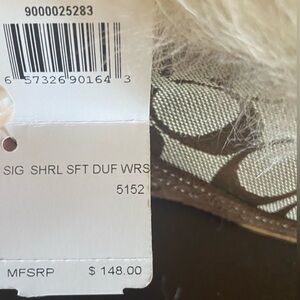 9000025283
6 57326 90164 3
SIG SHRL SFT DUF WRS
5152
MFSRP $ 148.00